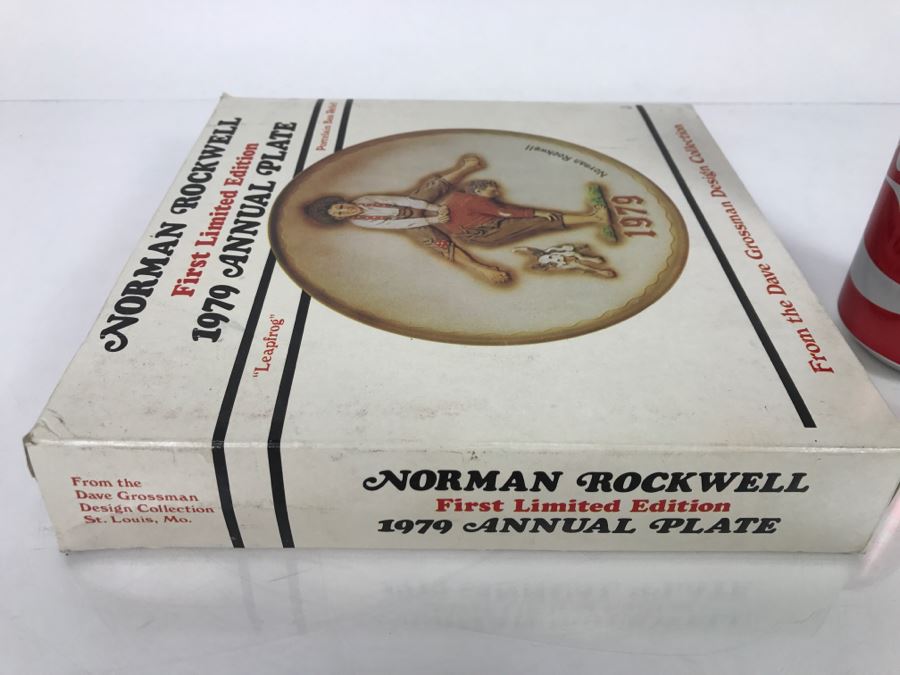 NORMAN ROCKWELL
First Limited Edition
1979 ANNUAL PLATE
"Leapfrog"
Porcelain Bas Relief
Norman Rockwell
1979
From the Dave Grossman Design Collection
From the
Dave Grossman
Design Collection
St. Louis, Mo.
NORMAN ROCKWELL
First Limited Edition
1979 ANNUAL PLATE